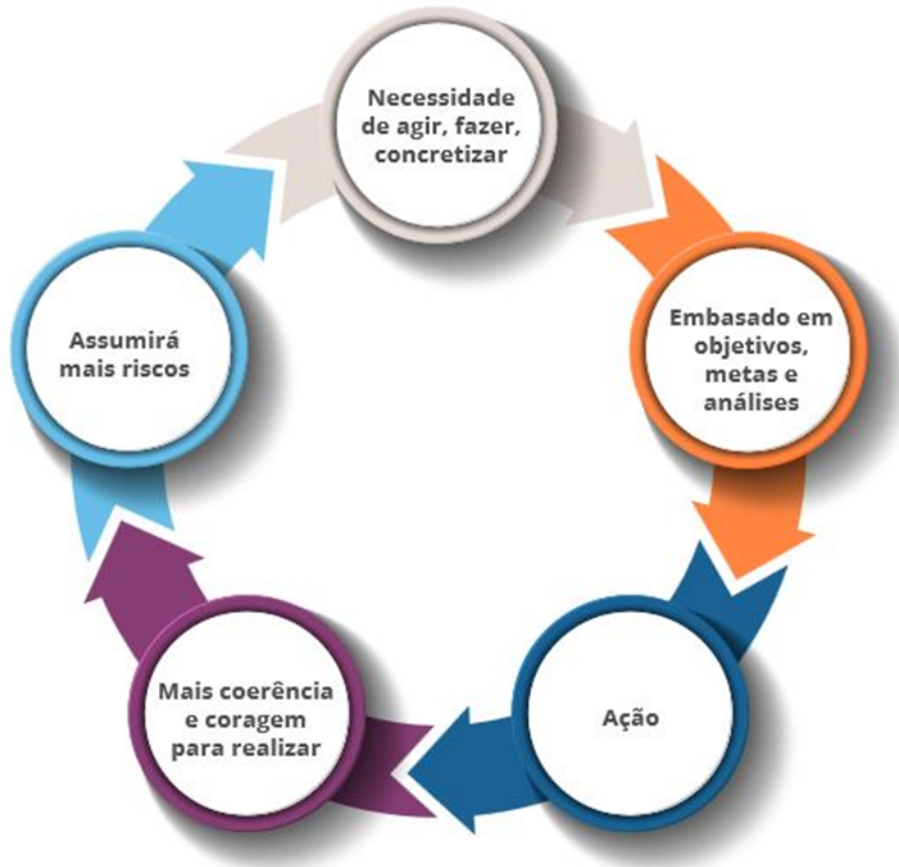 Necessidade
de agir, fazer,
concretizar
Embasado em
objetivos,
metas e
análises
Ação
Mais coerência
e coragem
para realizar
Assumirá
mais riscos